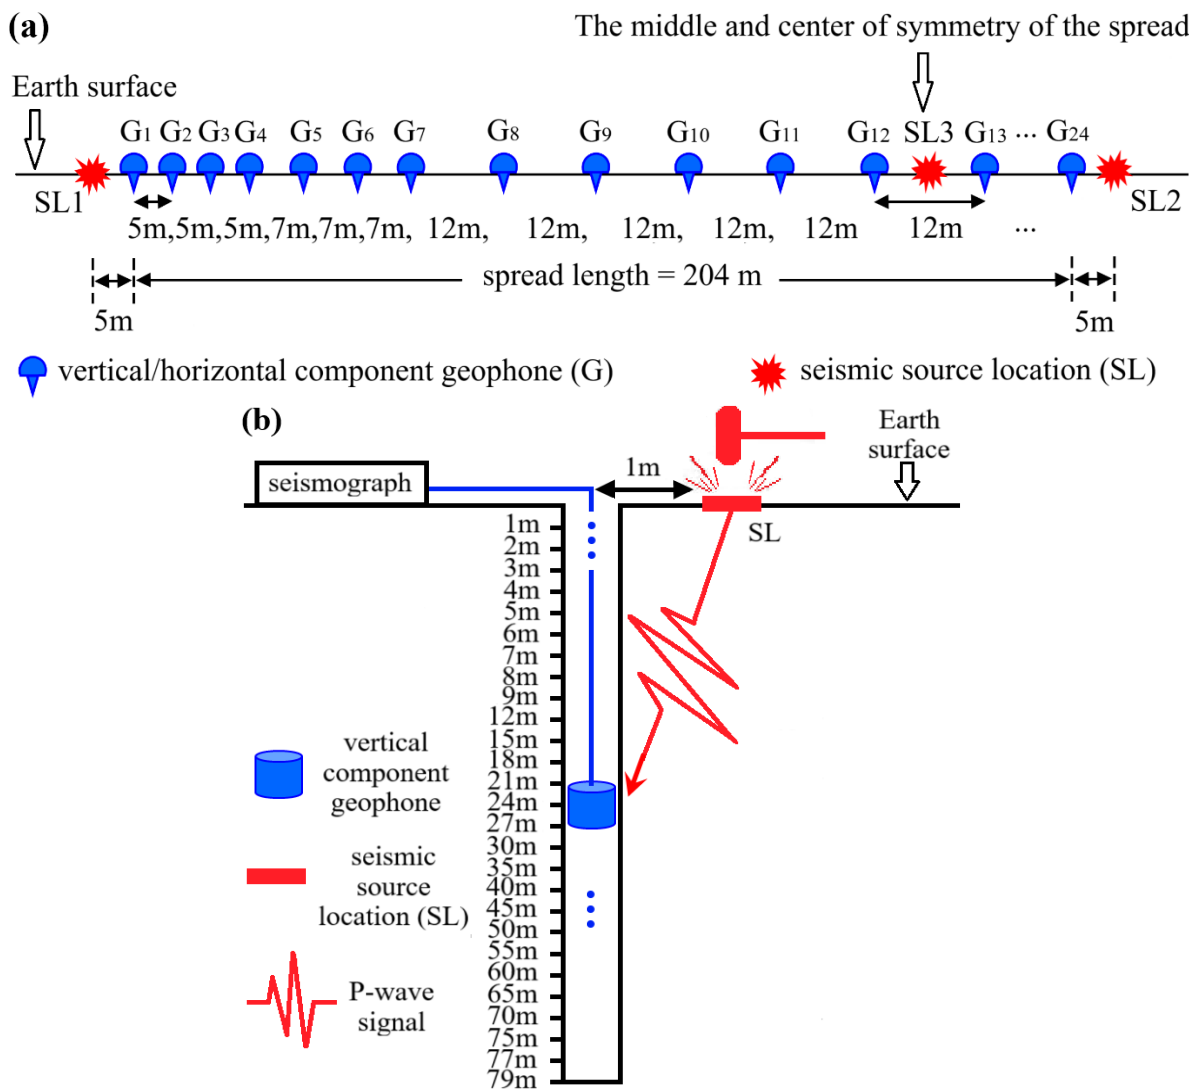 (a)
The middle and center of symmetry of the spread
Earth surface
G1 G2 G3 G4 G5 G6 G7 G8 G9 G10 G11 G12 SL3 G13 ... G24
SL1
SL2
5m,5m,5m,7m,7m,7m, 12m, 12m, 12m, 12m, 12m 12m ...
spread length = 204 m
5m
5m
vertical/horizontal component geophone (G)
seismic source location (SL)
(b)
Earth
surface
1m
seismograph
SL
1m
2m
3m
4m
5m
6m
7m
8m
9m
12m
15m
18m
21m
24m
27m
30m
35m
40m
45m
50m
55m
60m
65m
70m
75m
77m
79m
vertical
component
geophone
seismic
source
location (SL)
P-wave
signal